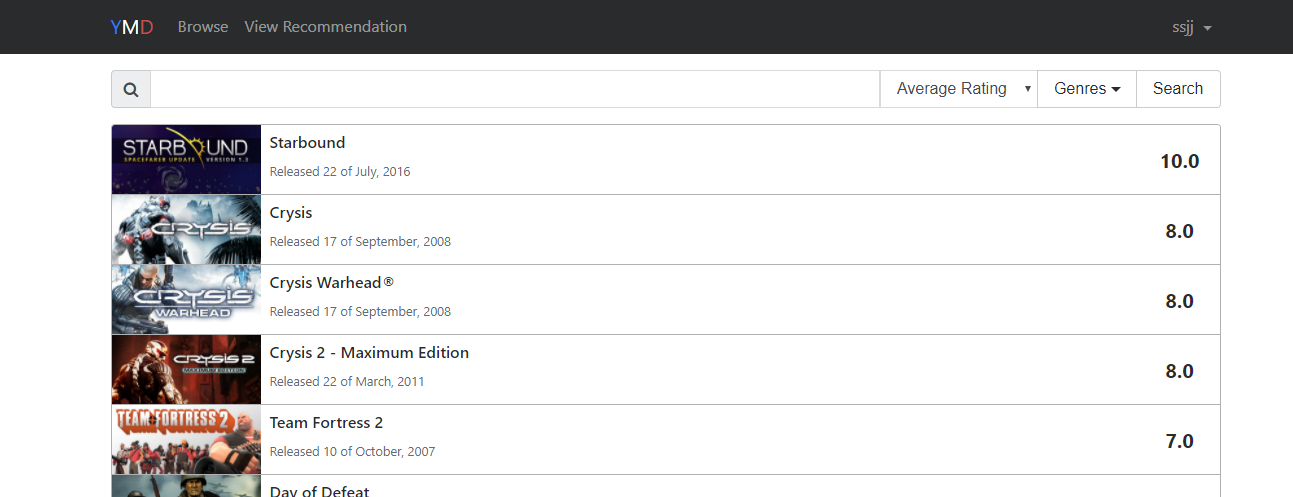 YMD Browse View Recommendation ssjj
Average Rating Genres Search
STARBOUND
SPACEFARER UPDATE VERSION 1.3
Starbound
Released 22 of July, 2016
10.0
CRYSIS
Crysis
Released 17 of September, 2008
8.0
CRYSIS
WARHEAD
Crysis Warhead®
Released 17 of September, 2008
8.0
CRYSIS 2
MAXIMUM EDITION
Crysis 2 - Maximum Edition
Released 22 of March, 2011
8.0
TEAM FORTRESS 2
Team Fortress 2
Released 10 of October, 2007
7.0
Day of Defeat